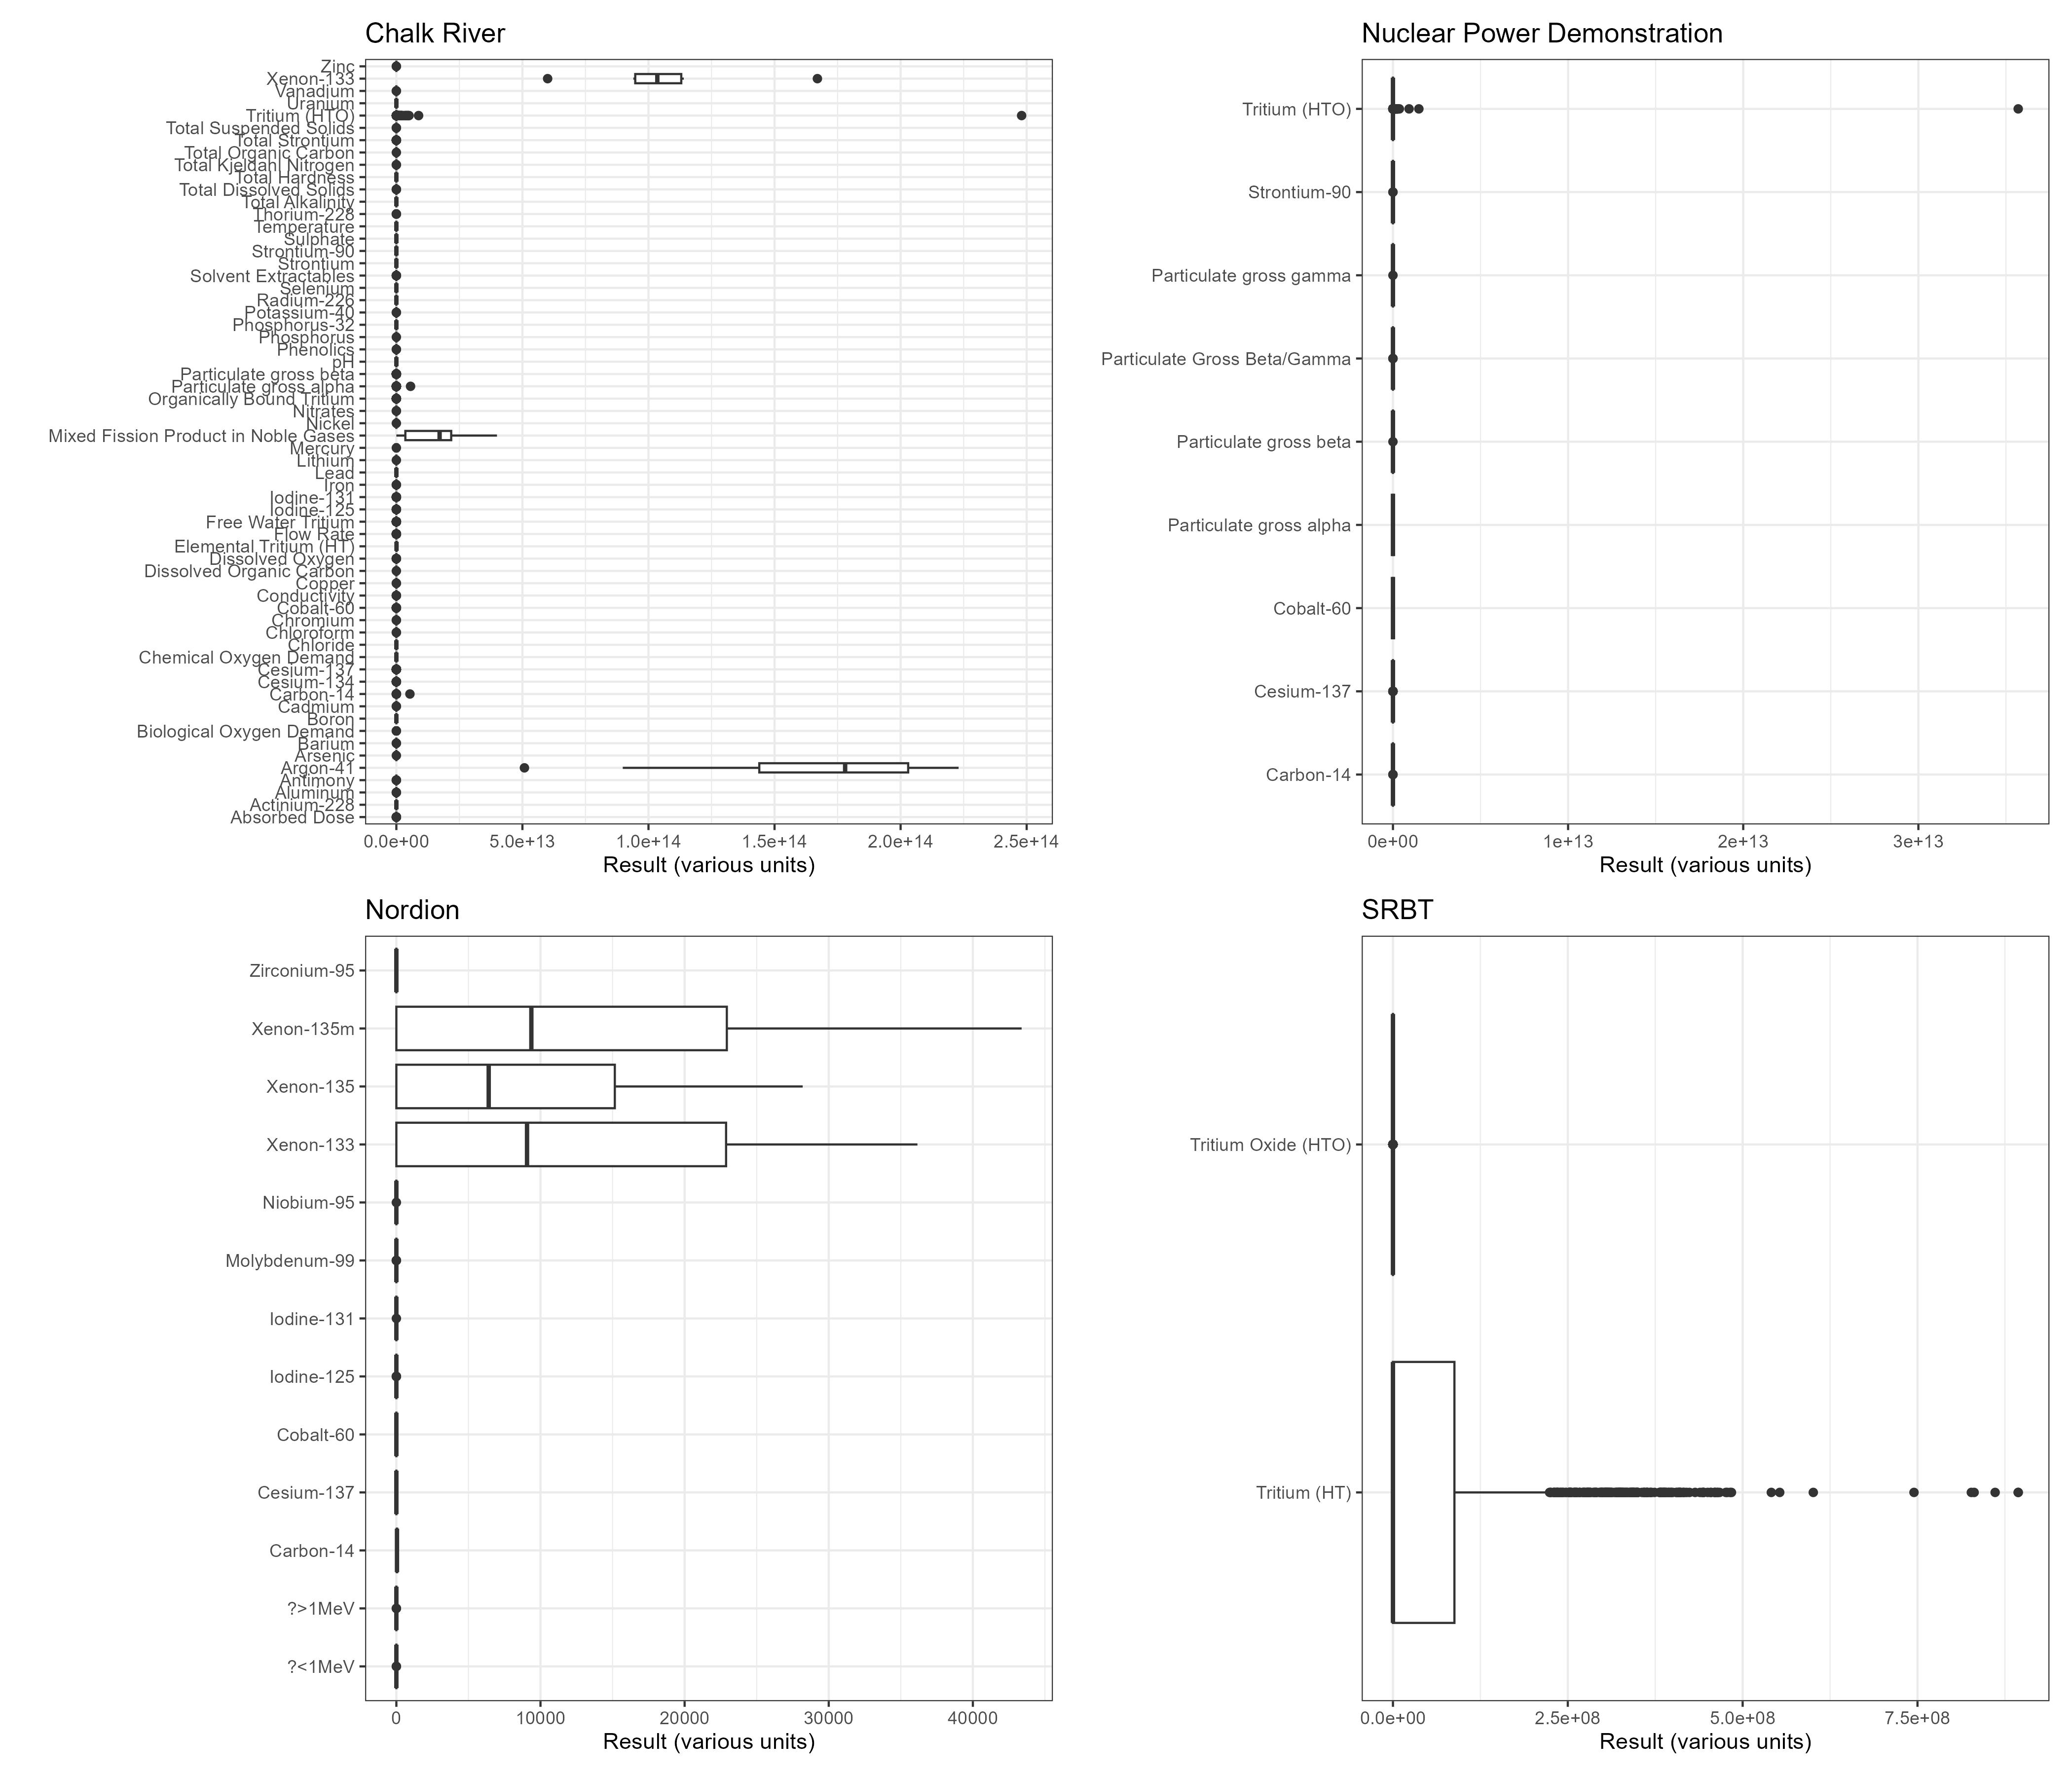 Chalk River
Zinc
Xenon-133
Vanadium
Uranium
Tritium (HTO)
Total Suspended Solids
Total Strontium
Total Organic Carbon
Total Kjeldahl Nitrogen
Total Hardness
Total Dissolved Solids
Total Alkalinity
Thorium-228
Temperature
Sulphate
Strontium-90
Strontium
Solvent Extractables
Selenium
Radium-226
Potassium-40
Phosphorus-32
Phosphorus
Phenolics
pH
Particulate gross beta
Particulate gross alpha
Organically Bound Tritium
Nitrates
Nickel
Mixed Fission Product in Noble Gases
Mercury
Lithium
Lead
Iron
Iodine-131
Iodine-125
Free Water Tritium
Flow Rate
Elemental Tritium (HT)
Dissolved Oxygen
Dissolved Organic Carbon
Copper
Conductivity
Cobalt-60
Chromium
Chloroform
Chloride
Chemical Oxygen Demand
Cesium-137
Cesium-134
Carbon-14
Cadmium
Boron
Biological Oxygen Demand
Barium
Arsenic
Argon-41
Antimony
Aluminum
Actinium-228
Absorbed Dose
0.0e+00 5.0e+13 1.0e+14 1.5e+14 2.0e+14 2.5e+14
Result (various units)
Nuclear Power Demonstration
Tritium (HTO)
Strontium-90
Particulate gross gamma
Particulate Gross Beta/Gamma
Particulate gross beta
Particulate gross alpha
Cobalt-60
Cesium-137
Carbon-14
0e+00 1e+13 2e+13 3e+13
Result (various units)
Nordion
Zirconium-95
Xenon-135m
Xenon-135
Xenon-133
Niobium-95
Molybdenum-99
Iodine-131
Iodine-125
Cobalt-60
Cesium-137
Carbon-14
?>1MeV
?<1MeV
0 10000 20000 30000 40000
Result (various units)
SRBT
Tritium Oxide (HTO)
Tritium (HT)
0.0e+00 2.5e+08 5.0e+08 7.5e+08
Result (various units)